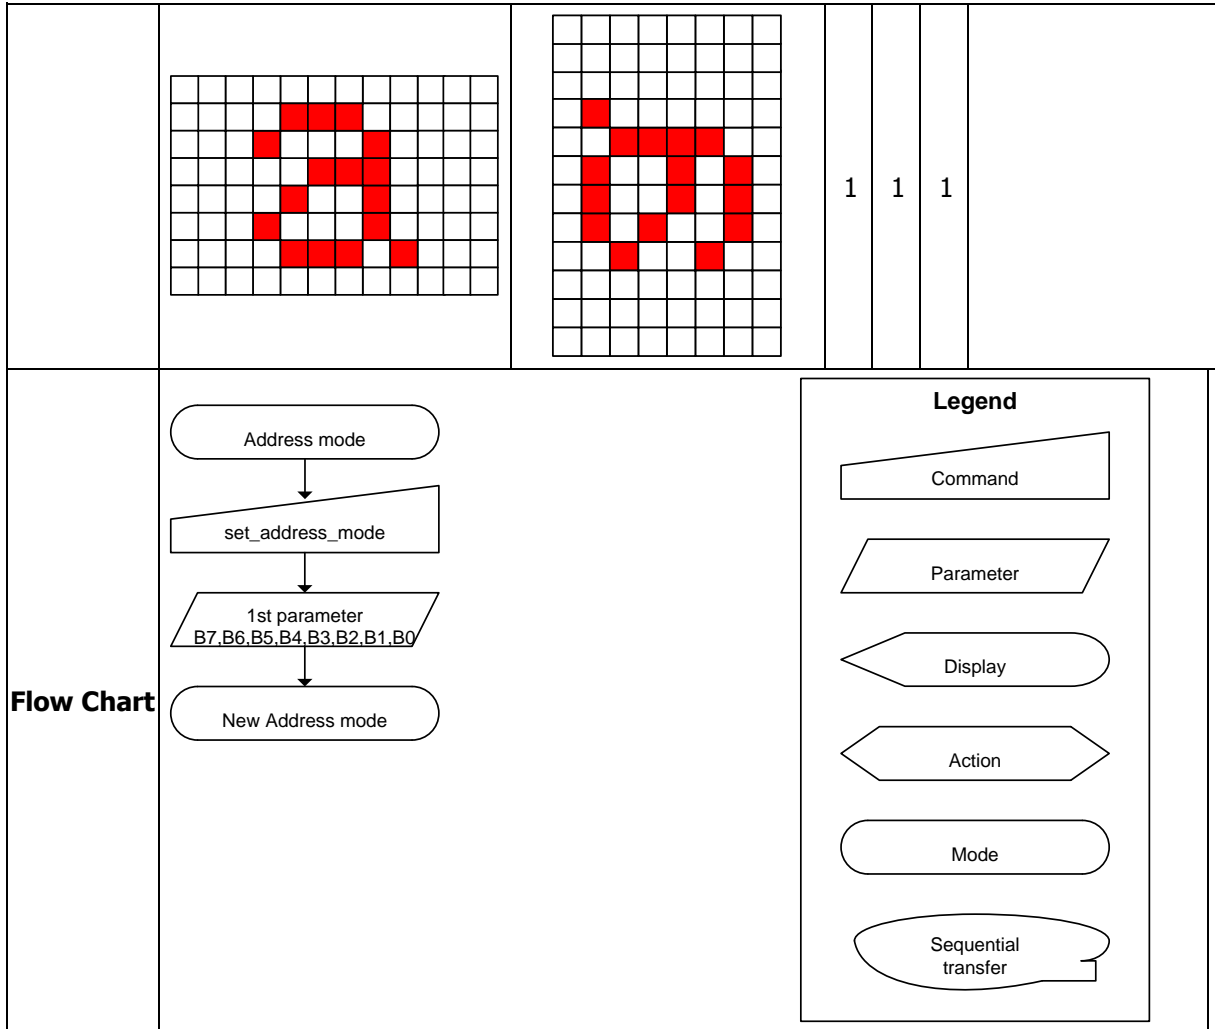 1 1 1
Flow Chart
Address mode
set_address_mode
1st parameter
B7,B6,B5,B4,B3,B2,B1,B0
New Address mode
Legend
Command
Parameter
Display
Action
Mode
Sequential
transfer